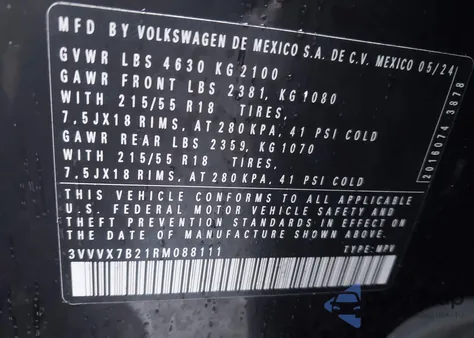 MFD BY VOLKSWAGEN DE MEXICO S.A. DE C.V. MEXICO 05/24
GVWR LBS 4630 KG 2100
GAWR FRONT LBS 2381, KG 1080
WITH 215/55 R18 TIRES,
7.5JX18 RIMS, AT 280 KPA, 41 PSI COLD
GAWR REAR LBS 2359, KG 1070
WITH 215/55 R18 TIRES,
7.5JX18 RIMS, AT 280 KPA, 41 PSI COLD
2016074 3878
THIS VEHICLE CONFORMS TO ALL APPLICABLE
U.S. FEDERAL MOTOR VEHICLE SAFETY AND
THEFT PREVENTION STANDARDS IN EFFECT ON
THE DATE OF MANUFACTURE SHOWN ABOVE.
3VVVX7B21RM088111 TYPE: MPV